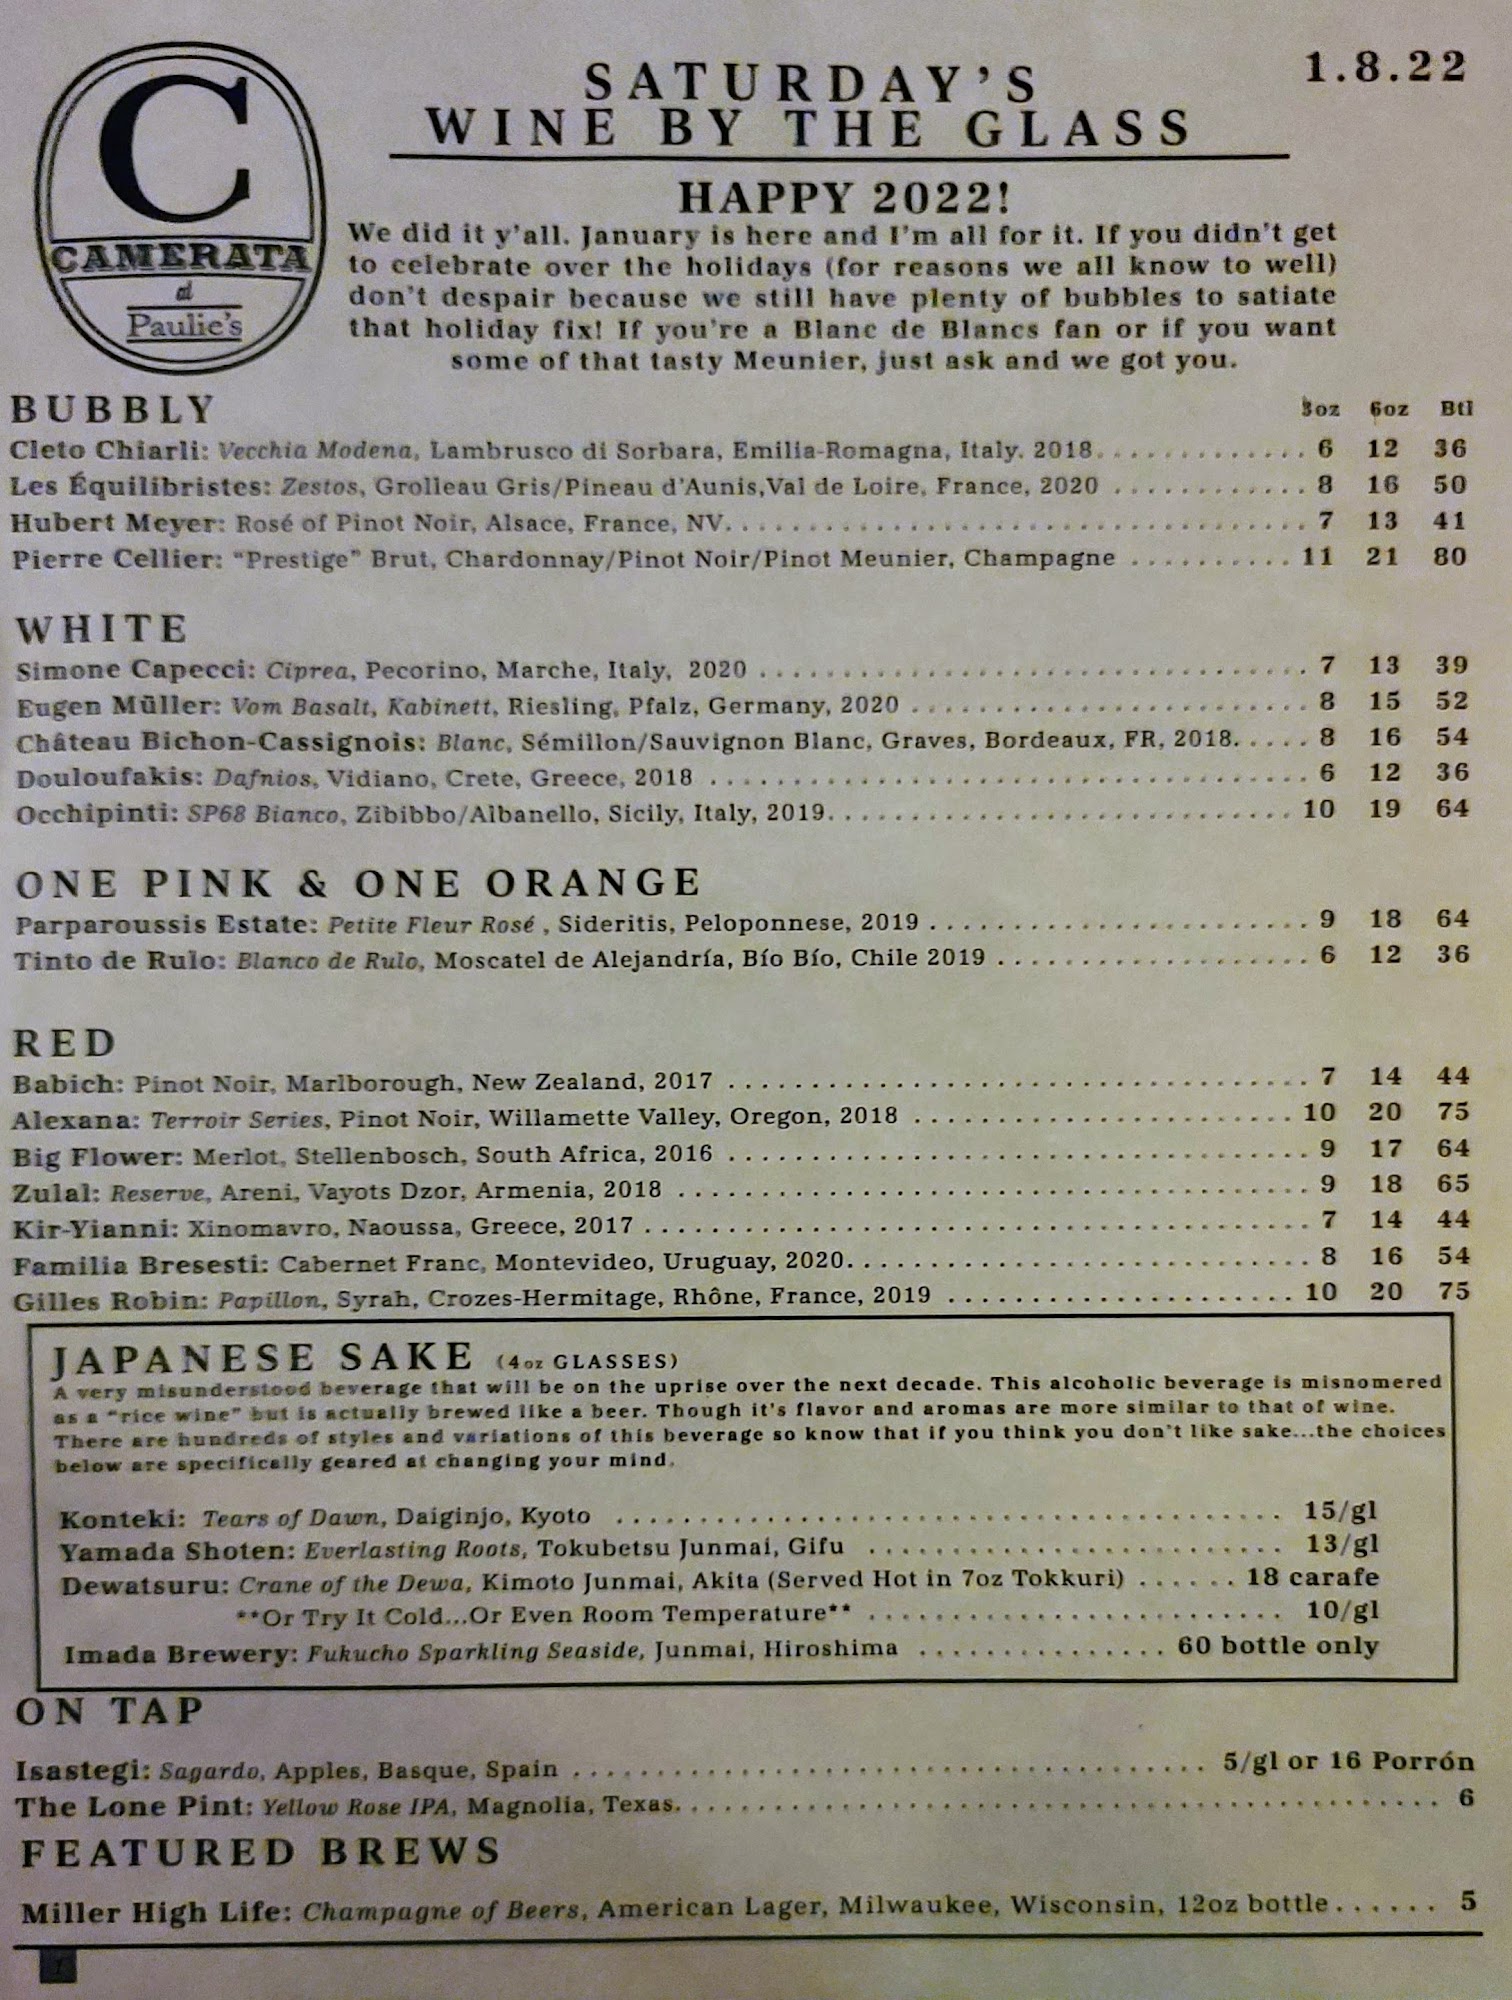 1.8.22
SATURDAY'S
WINE BY THE GLASS
C
CAMERATA
at
Paulie's
HAPPY 2022!
We did it y'all. January is here and I'm all for it. If you didn't get
to celebrate over the holidays (for reasons we all know to well)
don't despair because we still have plenty of bubbles to satiate
that holiday fix! If you're a Blanc de Blancs fan or if you want
some of that tasty Meunier, just ask and we got you.
BUBBLY 3oz 6oz Btl
Cleto Chiarli: Vecchia Modena, Lambrusco di Sorbara, Emilia-Romagna, Italy. 2018. . . . . . . . . . . . . 6 12 36
Les Équilibristes: Zestos, Grolleau Gris/Pineau d'Aunis,Val de Loire, France, 2020 . . . . . . . . . . . . 8 16 50
Hubert Meyer: Rosé of Pinot Noir, Alsace, France, NV. . . . . . . . . . . . . . . . . . . . . . . . . . . . . . . . . . 7 13 41
Pierre Cellier: "Prestige" Brut, Chardonnay/Pinot Noir/Pinot Meunier, Champagne . . . . . . . . . . 11 21 80
WHITE
Simone Capecci: Ciprea, Pecorino, Marche, Italy, 2020 . . . . . . . . . . . . . . . . . . . . . . . . . . . . . . . . . 7 13 39
Eugen Müller: Vom Basalt, Kabinett, Riesling, Pfalz, Germany, 2020 . . . . . . . . . . . . . . . . . . . . . . . . 8 15 52
Château Bichon-Cassignois: Blanc, Sémillon/Sauvignon Blanc, Graves, Bordeaux, FR, 2018. . . . . 8 16 54
Douloufakis: Dafnios, Vidiano, Crete, Greece, 2018 . . . . . . . . . . . . . . . . . . . . . . . . . . . . . . . . . . . . 6 12 36
Occhipinti: SP68 Bianco, Zibibbo/Albanello, Sicily, Italy, 2019. . . . . . . . . . . . . . . . . . . . . . . . . . . . 10 19 64
ONE PINK & ONE ORANGE
Parparoussis Estate: Petite Fleur Rosé , Sideritis, Peloponnese, 2019 . . . . . . . . . . . . . . . . . . . . . . . 9 18 64
Tinto de Rulo: Blanco de Rulo, Moscatel de Alejandría, Bío Bío, Chile 2019 . . . . . . . . . . . . . . . . . . . 6 12 36
RED
Babich: Pinot Noir, Marlborough, New Zealand, 2017 . . . . . . . . . . . . . . . . . . . . . . . . . . . . . . . . . . . 7 14 44
Alexana: Terroir Series, Pinot Noir, Willamette Valley, Oregon, 2018 . . . . . . . . . . . . . . . . . . . . . . . 10 20 75
Big Flower: Merlot, Stellenbosch, South Africa, 2016 . . . . . . . . . . . . . . . . . . . . . . . . . . . . . . . . . . . 9 17 64
Zulal: Reserve, Areni, Vayots Dzor, Armenia, 2018 . . . . . . . . . . . . . . . . . . . . . . . . . . . . . . . . . . . . . . 9 18 65
Kir-Yianni: Xinomavro, Naoussa, Greece, 2017 . . . . . . . . . . . . . . . . . . . . . . . . . . . . . . . . . . . . . . . . 7 14 44
Familia Bresesti: Cabernet Franc, Montevideo, Uruguay, 2020. . . . . . . . . . . . . . . . . . . . . . . . . . . . 8 16 54
Gilles Robin: Papillon, Syrah, Crozes-Hermitage, Rhône, France, 2019 . . . . . . . . . . . . . . . . . . . . . 10 20 75
JAPANESE SAKE (4oz GLASSES)
A very misunderstood beverage that will be on the uprise over the next decade. This alcoholic beverage is misnomered
as a "rice wine" but is actually brewed like a beer. Though it's flavor and aromas are more similar to that of wine.
There are hundreds of styles and variations of this beverage so know that if you think you don't like sake...the choices
below are specifically geared at changing your mind.
Konteki: Tears of Dawn, Daiginjo, Kyoto . . . . . . . . . . . . . . . . . . . . . . . . . . . . . . . . . . . . . . . . 15/gl
Yamada Shoten: Everlasting Roots, Tokubetsu Junmai, Gifu . . . . . . . . . . . . . . . . . . . . . . . . . 13/gl
Dewatsuru: Crane of the Dewa, Kimoto Junmai, Akita (Served Hot in 7oz Tokkuri) . . . . . . 18 carafe
**Or Try It Cold...Or Even Room Temperature** . . . . . . . . . . . . . . . . . . . . . . . . . 10/gl
Imada Brewery: Fukucho Sparkling Seaside, Junmai, Hiroshima . . . . . . . . . . . . . . . 60 bottle only
ON TAP
Isastegi: Sagardo, Apples, Basque, Spain . . . . . . . . . . . . . . . . . . . . . . . . . . . . . . . . . . . . . . 5/gl or 16 Porrón
The Lone Pint: Yellow Rose IPA, Magnolia, Texas. . . . . . . . . . . . . . . . . . . . . . . . . . . . . . . . . . . . . . . . . . . . . 6
FEATURED BREWS
Miller High Life: Champagne of Beers, American Lager, Milwaukee, Wisconsin, 12oz bottle . . . . . . 5
1